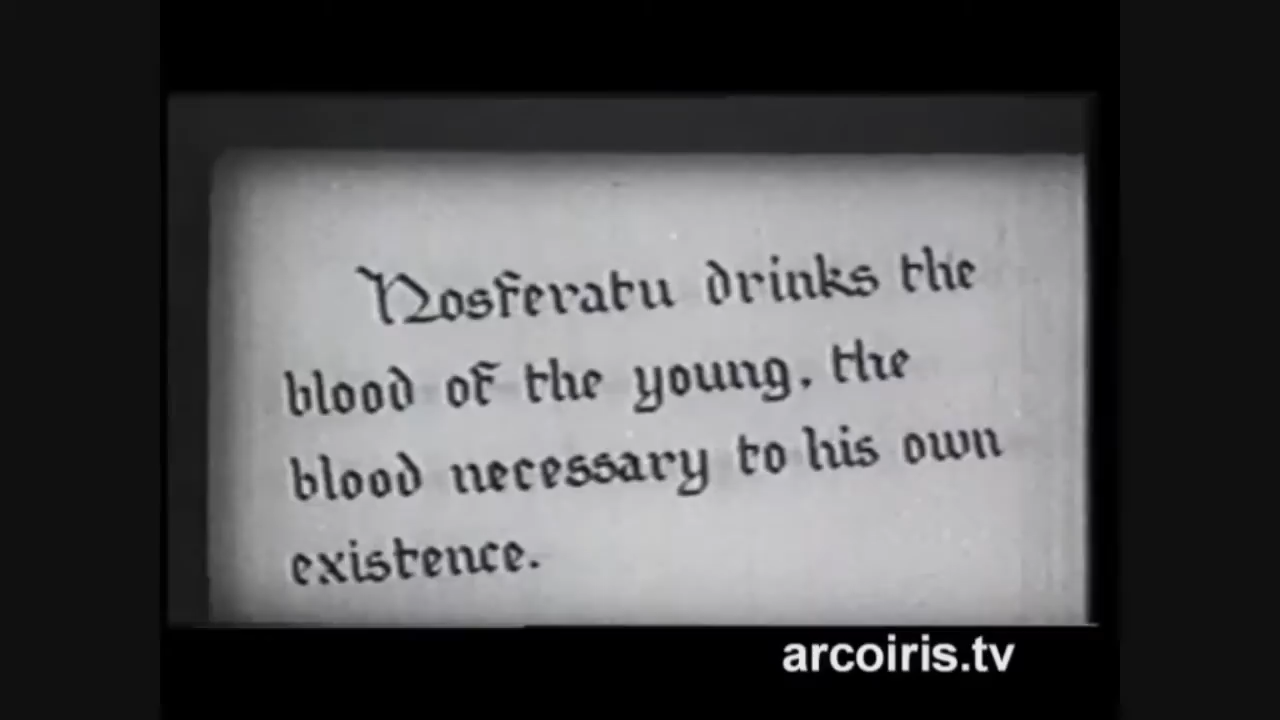 Nosferatu drinks the
blood of the young, the
blood necessary to his own
existence.
arcoiris.tv